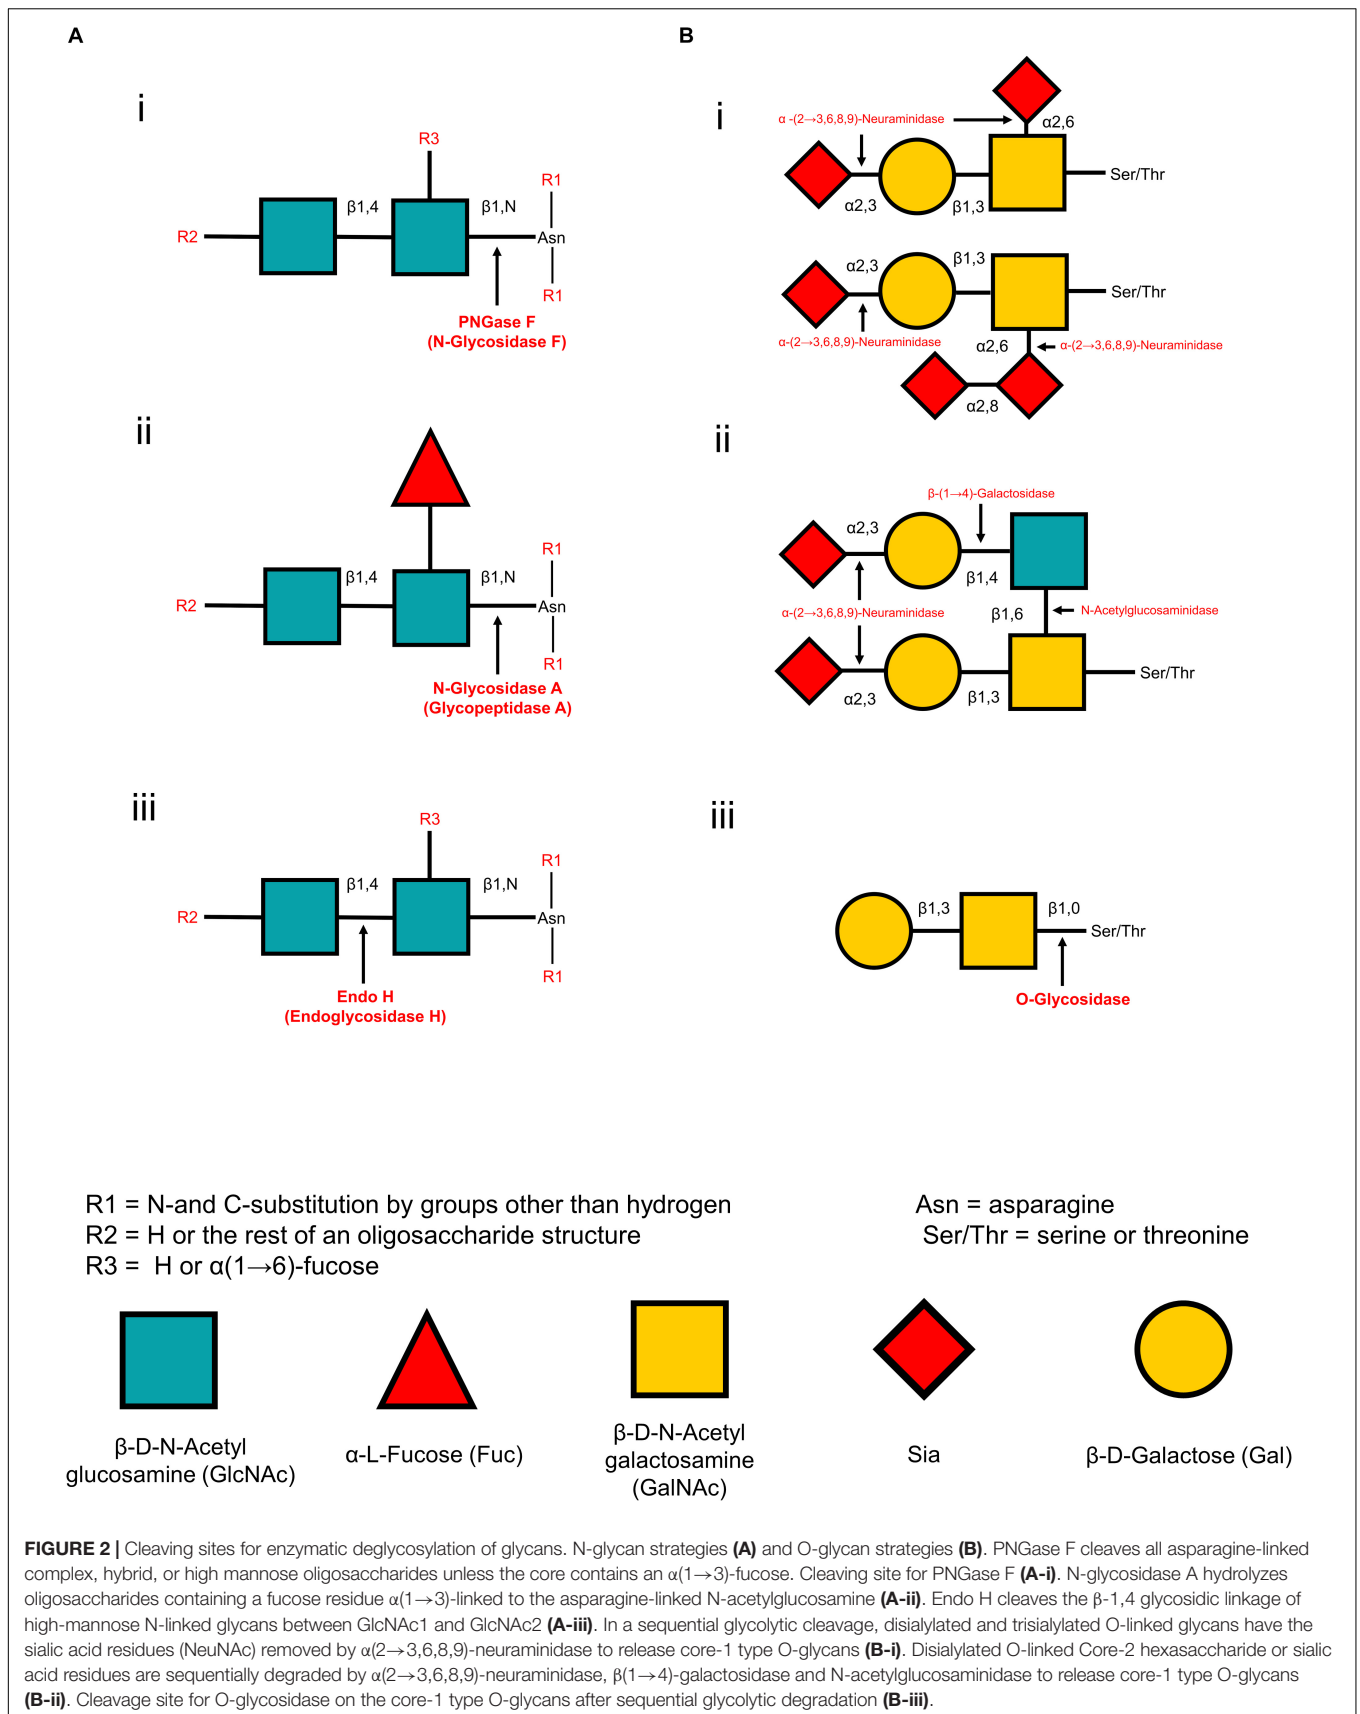 A
i
R3
R1
β1,4
β1,N
R2
Asn
R1
PNGase F
(N-Glycosidase F)
ii
R1
β1,4
β1,N
R2
Asn
R1
N-Glycosidase A
(Glycopeptidase A)
iii
R3
R1
β1,4
β1,N
R2
Asn
R1
Endo H
(Endoglycosidase H)
B
i
α -(2→3,6,8,9)-Neuraminidase
α2,6
Ser/Thr
α2,3
β1,3
α2,3
β1,3
Ser/Thr
α-(2→3,6,8,9)-Neuraminidase
α2,6
α-(2→3,6,8,9)-Neuraminidase
α2,8
ii
β-(1→4)-Galactosidase
α2,3
β1,4
α-(2→3,6,8,9)-Neuraminidase
β1,6
N-Acetylglucosaminidase
Ser/Thr
α2,3
β1,3
iii
β1,3
β1,0
Ser/Thr
O-Glycosidase
R1 = N-and C-substitution by groups other than hydrogen
R2 = H or the rest of an oligosaccharide structure
R3 = H or α(1→6)-fucose
Asn = asparagine
Ser/Thr = serine or threonine
β-D-N-Acetyl
glucosamine (GlcNAc)
α-L-Fucose (Fuc)
β-D-N-Acetyl
galactosamine
(GalNAc)
Sia
β-D-Galactose (Gal)
FIGURE 2 | Cleaving sites for enzymatic deglycosylation of glycans. N-glycan strategies (A) and O-glycan strategies (B). PNGase F cleaves all asparagine-linked
complex, hybrid, or high mannose oligosaccharides unless the core contains an α(1→3)-fucose. Cleaving site for PNGase F (A-i). N-glycosidase A hydrolyzes
oligosaccharides containing a fucose residue α(1→3)-linked to the asparagine-linked N-acetylglucosamine (A-ii). Endo H cleaves the β-1,4 glycosidic linkage of
high-mannose N-linked glycans between GlcNAc1 and GlcNAc2 (A-iii). In a sequential glycolytic cleavage, disialylated and trisialylated O-linked glycans have the
sialic acid residues (NeuNAc) removed by α(2→3,6,8,9)-neuraminidase to release core-1 type O-glycans (B-i). Disialylated O-linked Core-2 hexasaccharide or sialic
acid residues are sequentially degraded by α(2→3,6,8,9)-neuraminidase, β(1→4)-galactosidase and N-acetylglucosaminidase to release core-1 type O-glycans
(B-ii). Cleavage site for O-glycosidase on the core-1 type O-glycans after sequential glycolytic degradation (B-iii).